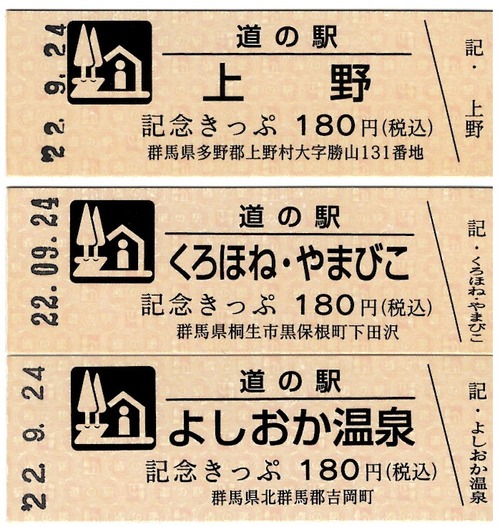 22.9.24
道の駅
上野
記念きっぷ 180円(税込)
群馬県多野郡上野村大字勝山131番地
記・上野
22.09.24
道の駅
くろほね・やまびこ
記念きっぷ 180円(税込)
群馬県桐生市黒保根町下田沢
記・くろほね・やまびこ
22.9.24
道の駅
よしおか温泉
記念きっぷ 180円(税込)
群馬県北群馬郡吉岡町
記・よしおか温泉